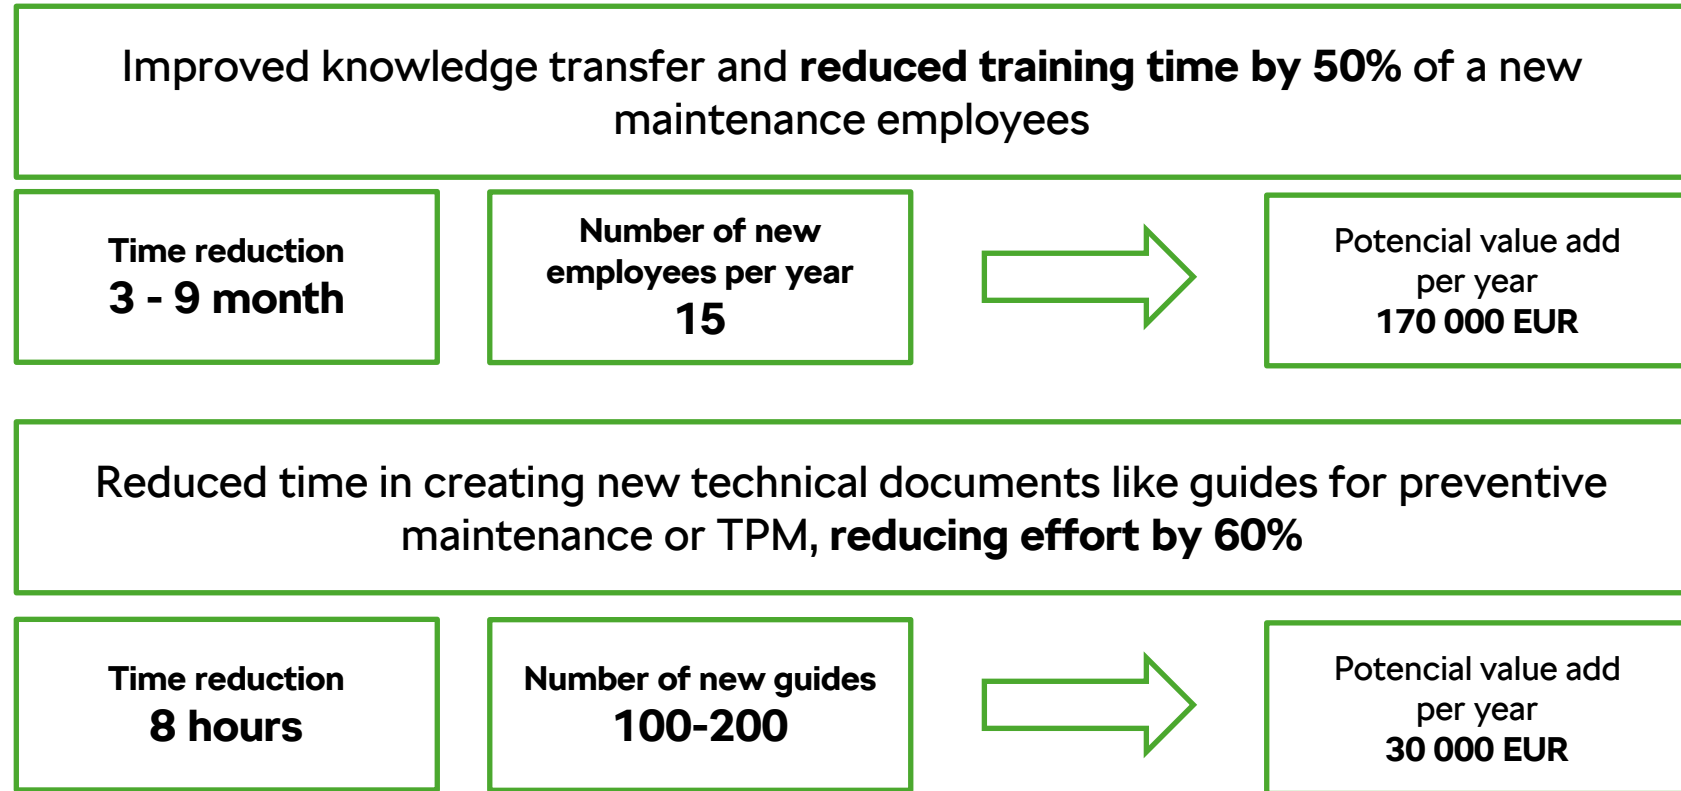 Improved knowledge transfer and reduced training time by 50% of a new
maintenance employees
Time reduction
3 - 9 month
Number of new
employees per year
15
Potencial value add
per year
170 000 EUR
Reduced time in creating new technical documents like guides for preventive
maintenance or TPM, reducing effort by 60%
Time reduction
8 hours
Number of new guides
100-200
Potencial value add
per year
30 000 EUR